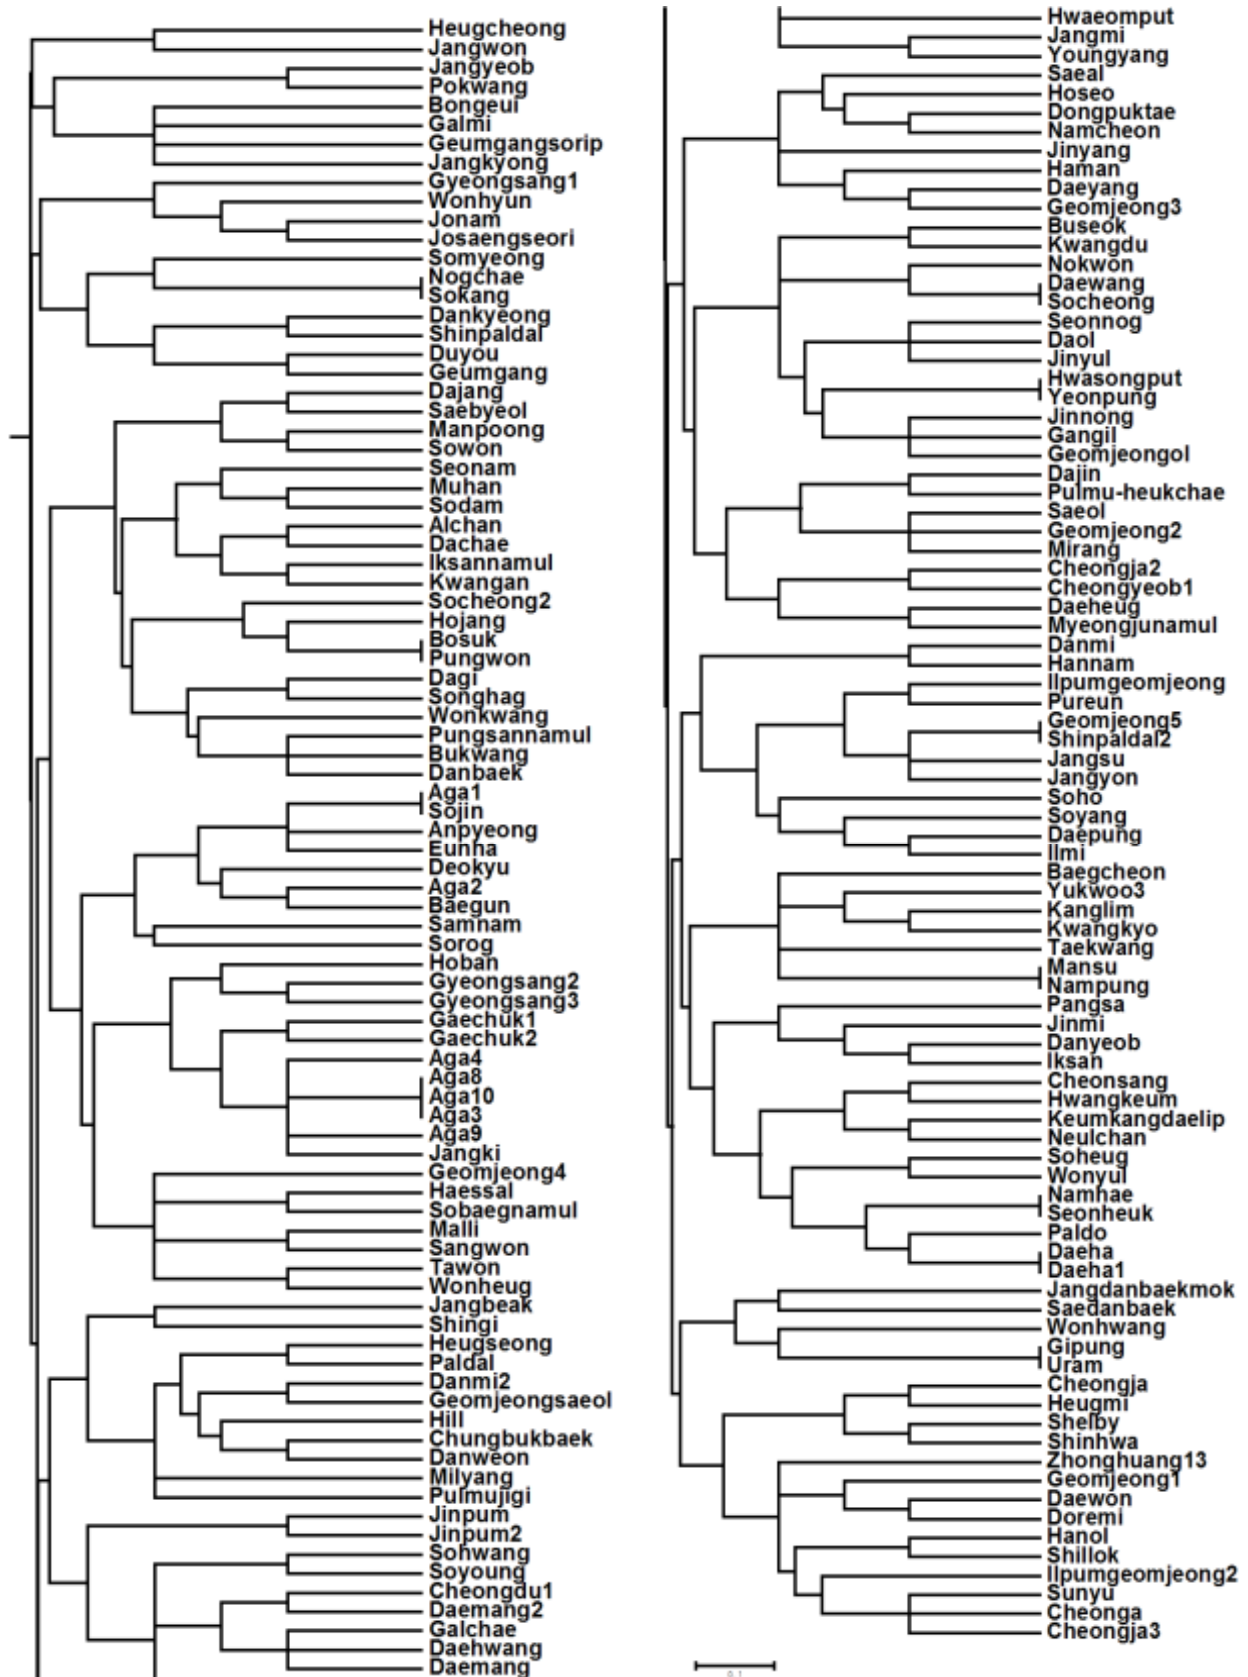 Heugcheong
Jangwon
Jangyeob
Pokwang
Bongeui
Galmi
Geumgangsorip
Jangkyong
Gyeongsang1
Wonhyun
Jonam
Josaengseori
Somyeong
Nogchae
Sokang
Dankyeong
Shinpaldal
Duyou
Geumgang
Dajang
Saebyeol
Manpoong
Sowon
Seonam
Muhan
Sodam
Alchan
Dachae
Iksannamul
Kwangan
Socheong2
Hojang
Bosuk
Pungwon
Dagi
Songhag
Wonkwang
Pungsannamul
Bukwang
Danbaek
Aga1
Sojin
Anpyeong
Eunha
Deokyu
Aga2
Baegun
Samnam
Sorog
Hoban
Gyeongsang2
Gyeongsang3
Gaechuk1
Gaechuk2
Aga4
Aga8
Aga10
Aga3
Aga9
Jangki
Geomjeong4
Haessal
Sobaegnamul
Malli
Sangwon
Tawon
Wonheug
Jangbeak
Shingi
Heugseong
Paldal
Danmi2
Geomjeongsaeol
Hill
Chungbukbaek
Danweon
Milyang
Pulmujigi
Jinpum
Jinpum2
Sohwang
Soyoung
Cheongdu1
Daemang2
Galchae
Daehwang
Daemang
Hwaeomput
Jangmi
Youngyang
Saeal
Hoseo
Dongpuktae
Namcheon
Jinyang
Haman
Daeyang
Geomjeong3
Buseok
Kwangdu
Nokwon
Daewang
Socheong
Seonnog
Daol
Jinyul
Hwasongput
Yeonpung
Jinnong
Gangil
Geomjeongol
Dajin
Pulmu-heukchae
Saeol
Geomjeong2
Mirang
Cheongja2
Cheongyeob1
Daeheug
Myeongjunamul
Danmi
Hannam
Ilpumgeomjeong
Pureun
Geomjeong5
Shinpaldal2
Jangsu
Jangyon
Soho
Soyang
Daepung
Ilmi
Baegcheon
Yukwoo3
Kanglim
Kwangkyo
Taekwang
Mansu
Nampung
Pangsa
Jinmi
Danyeob
Iksan
Cheonsang
Hwangkeum
Keumkangdaelip
Neulchan
Soheug
Wonyul
Namhae
Seonheuk
Paldo
Daeha
Daeha1
Jangdanbaekmok
Saedanbaek
Wonhwang
Gipung
Uram
Cheongja
Heugmi
Shelby
Shinhwa
Zhonghuang13
Geomjeong1
Daewon
Doremi
Hanol
Shillok
Ilpumgeomjeong2
Sunyu
Cheonga
Cheongja3
0.1